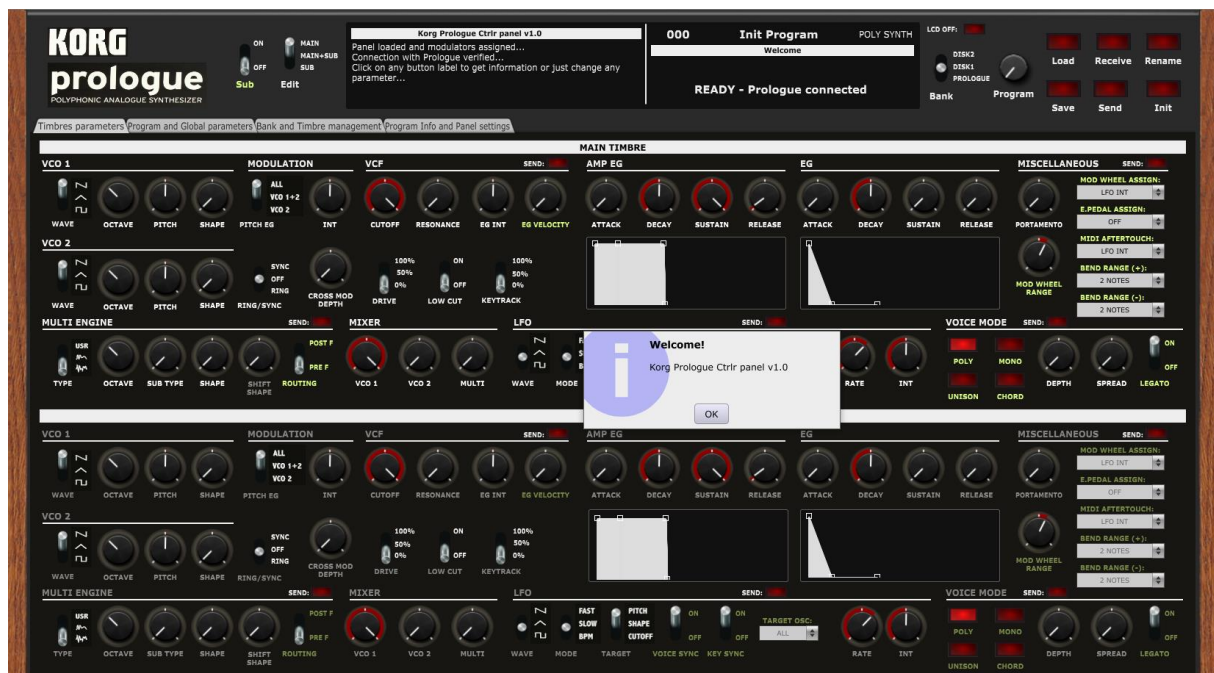 KORG
prologue
POLYPHONIC ANALOGUE SYNTHESIZER
ON
OFF
Sub
MAIN
MAIN+SUB
SUB
Edit
Korg Prologue Ctrlr panel v1.0
Panel loaded and modulators assigned...
Connection with Prologue verified...
Click on any button label to get information or just change any
parameter...
000 Init Program POLY SYNTH
Welcome
READY - Prologue connected
LCD OFF:
DISK2
DISK1
PROLOGUE
Bank
Program
Load Receive Rename
Save Send Init
Timbres parameters Program and Global parameters Bank and Timbre management Program Info and Panel settings
MAIN TIMBRE
VCO 1 MODULATION VCF SEND: AMP EG EG MISCELLANEOUS SEND:
ALL
VCO 1+2
VCO 2
WAVE OCTAVE PITCH SHAPE PITCH EG INT CUTOFF RESONANCE EG INT EG VELOCITY ATTACK DECAY SUSTAIN RELEASE ATTACK DECAY SUSTAIN RELEASE PORTAMENTO
MOD WHEEL ASSIGN:
LFO INT
E.PEDAL ASSIGN:
OFF
MIDI AFTERTOUCH:
LFO INT
BEND RANGE (+):
2 NOTES
BEND RANGE (-):
2 NOTES
MOD WHEEL
RANGE
VCO 2
SYNC
OFF
RING
100%
50%
0%
ON
OFF
100%
50%
0%
WAVE OCTAVE PITCH SHAPE RING/SYNC CROSS MOD
DEPTH
DRIVE LOW CUT KEYTRACK
MULTI ENGINE SEND: MIXER LFO SEND: VOICE MODE SEND:
USR
POST F
PRE F
TYPE OCTAVE SUB TYPE SHAPE SHIFT
SHAPE
ROUTING VCO 1 VCO 2 MULTI WAVE MODE
RATE INT
POLY MONO
UNISON CHORD
DEPTH SPREAD LEGATO
ON
OFF
Welcome!
Korg Prologue Ctrlr panel v1.0
OK
VCO 1 MODULATION VCF SEND: AMP EG EG MISCELLANEOUS SEND:
ALL
VCO 1+2
VCO 2
WAVE OCTAVE PITCH SHAPE PITCH EG INT CUTOFF RESONANCE EG INT EG VELOCITY ATTACK DECAY SUSTAIN RELEASE ATTACK DECAY SUSTAIN RELEASE PORTAMENTO
MOD WHEEL ASSIGN:
LFO INT
E.PEDAL ASSIGN:
OFF
MIDI AFTERTOUCH:
LFO INT
BEND RANGE (+):
2 NOTES
BEND RANGE (-):
2 NOTES
MOD WHEEL
RANGE
VCO 2
SYNC
OFF
RING
100%
50%
0%
ON
OFF
100%
50%
0%
WAVE OCTAVE PITCH SHAPE RING/SYNC CROSS MOD
DEPTH
DRIVE LOW CUT KEYTRACK
MULTI ENGINE SEND: MIXER LFO SEND: VOICE MODE SEND:
USR
POST F
PRE F
TYPE OCTAVE SUB TYPE SHAPE SHIFT
SHAPE
ROUTING VCO 1 VCO 2 MULTI
FAST
SLOW
BPM
PITCH
SHAPE
CUTOFF
ON
OFF
ON
OFF
TARGET OSC:
ALL
WAVE MODE TARGET VOICE SYNC KEY SYNC RATE INT
POLY MONO
UNISON CHORD
DEPTH SPREAD LEGATO
ON
OFF